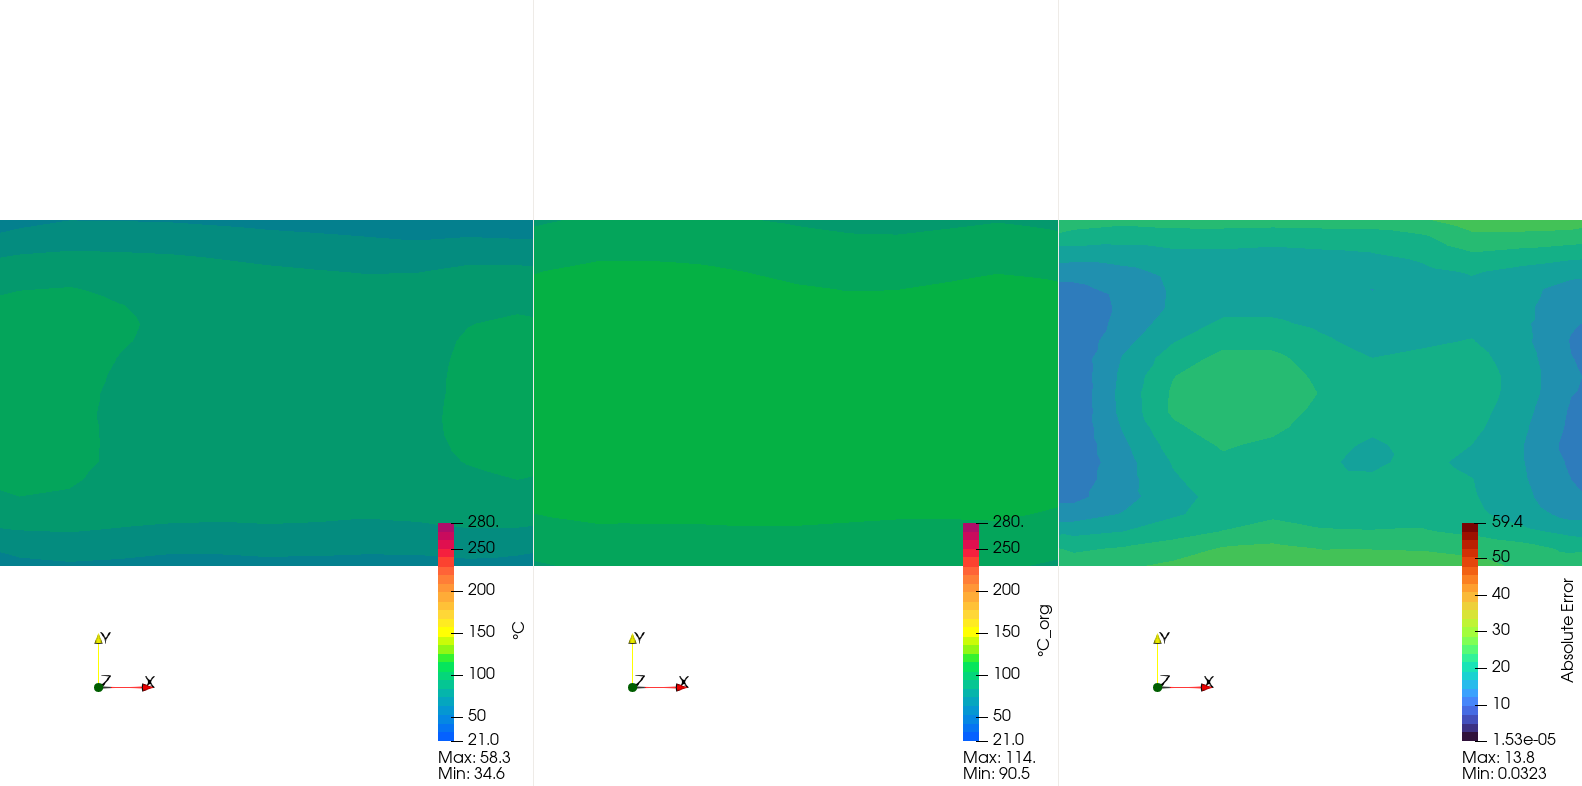 280.
250
200
150
100
50
21.0
°C
Max: 58.3
Min: 34.6
Y
Z
X
280.
250
200
150
100
50
21.0
°C_org
Max: 114.
Min: 90.5
Y
Z
X
59.4
50
40
30
20
10
1.53e-05
Absolute Error
Max: 13.8
Min: 0.0323
Y
Z
X